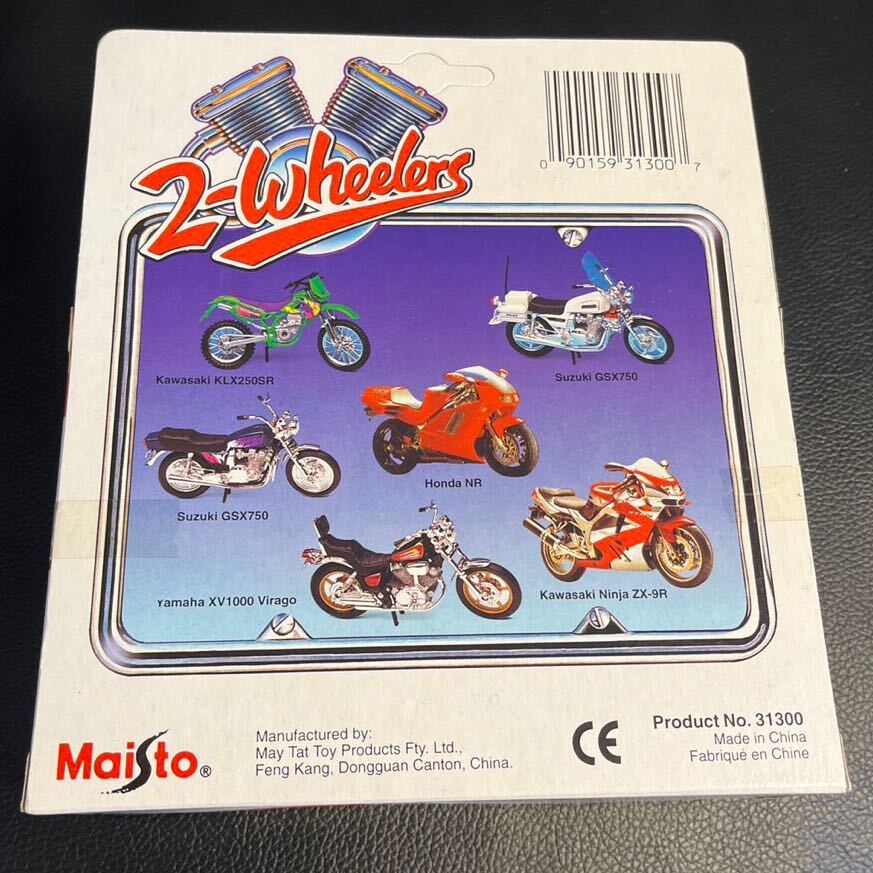 2-Wheelers
0 90159 31300 7
Kawasaki KLX250SR
Suzuki GSX750
Honda NR
Suzuki GSX750
Yamaha XV1000 Virago
Kawasaki Ninja ZX-9R
Maisto®
Manufactured by:
May Tat Toy Products Fty. Ltd.,
Feng Kang, Dongguan Canton, China.
CE
Product No. 31300
Made in China
Fabriqué en Chine